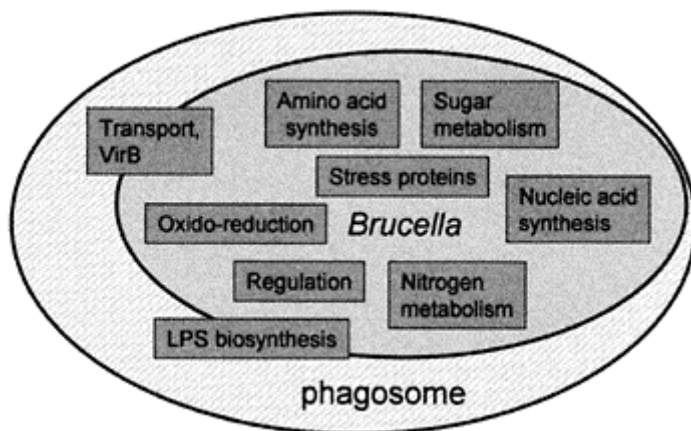 Amino acid
synthesis
Sugar
metabolism
Transport,
VirB
Stress proteins
Nucleic acid
synthesis
Oxido-reduction
Brucella
Regulation
Nitrogen
metabolism
LPS biosynthesis
phagosome